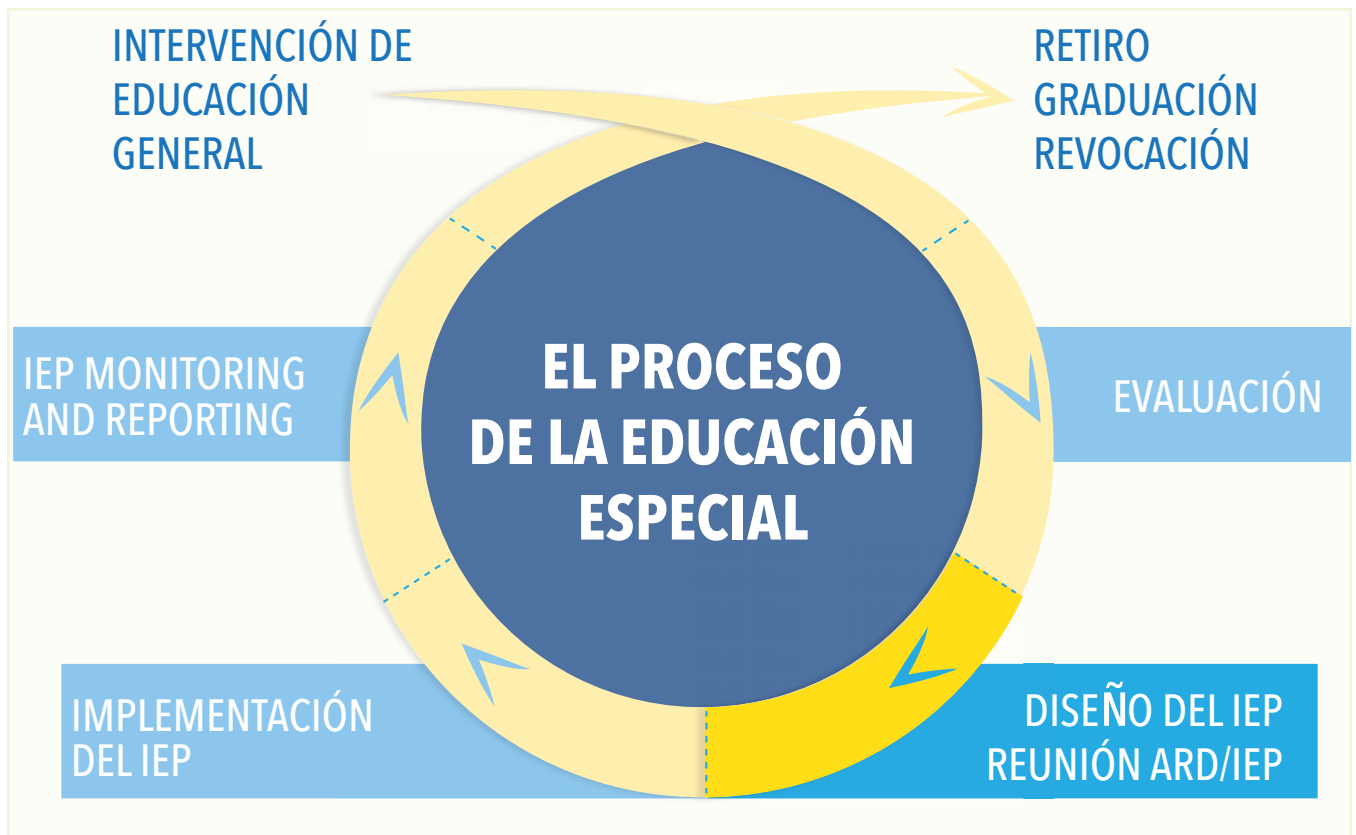 INTERVENCIÓN DE
EDUCACIÓN
GENERAL
RETIRO
GRADUACIÓN
REVOCACIÓN
IEP MONITORING
AND REPORTING
EL PROCESO
DE LA EDUCACIÓN
ESPECIAL
EVALUACIÓN
IMPLEMENTACIÓN
DEL IEP
DISEÑO DEL IEP
REUNIÓN ARD/IEP